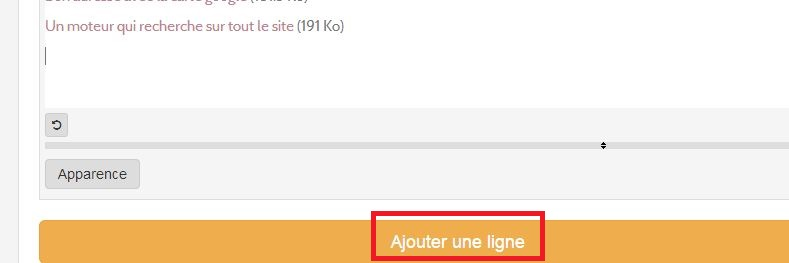 Un moteur qui recherche sur tout le site (191 Ko)
Apparence
Ajouter une ligne